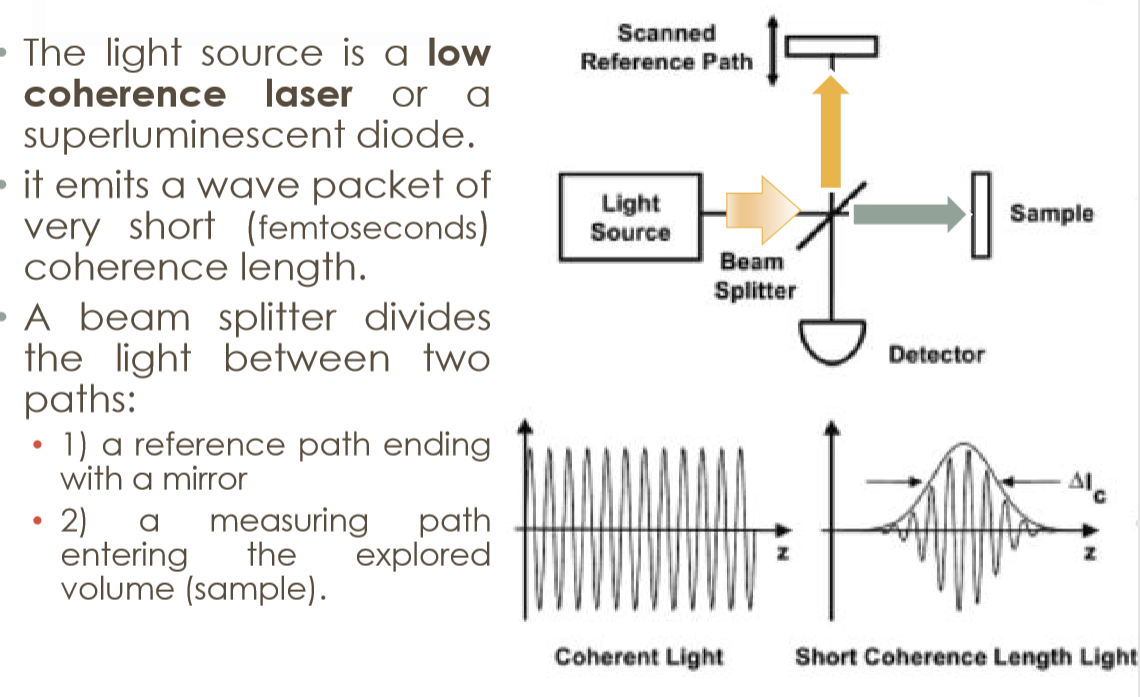 • The light source is a low
coherence laser or a
superluminescent diode.
• it emits a wave packet of
very short (femtoseconds)
coherence length.
• A beam splitter divides
the light between two
paths:
• 1) a reference path ending
with a mirror
• 2) a measuring path
entering the explored
volume (sample).
Scanned
Reference Path
Light
Source
Beam
Splitter
Sample
Detector
z
Coherent Light
Δlc
z
Short Coherence Length Light